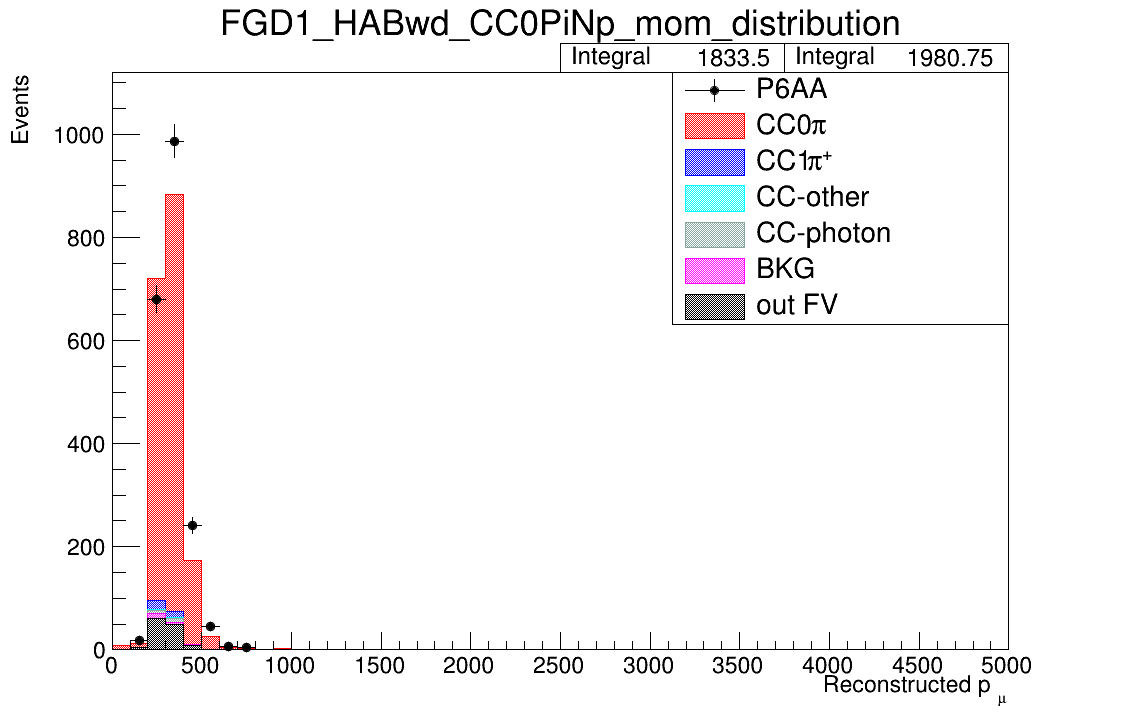 FGD1_HABwd_CC0PiNp_mom_distribution
Integral 1833.5 Integral 1980.75
Events
P6AA
CC0π
CC1π⁺
CC-other
CC-photon
BKG
out FV
1000
800
600
400
200
0
0 500 1000 1500 2000 2500 3000 3500 4000 4500 5000
Reconstructed p μ